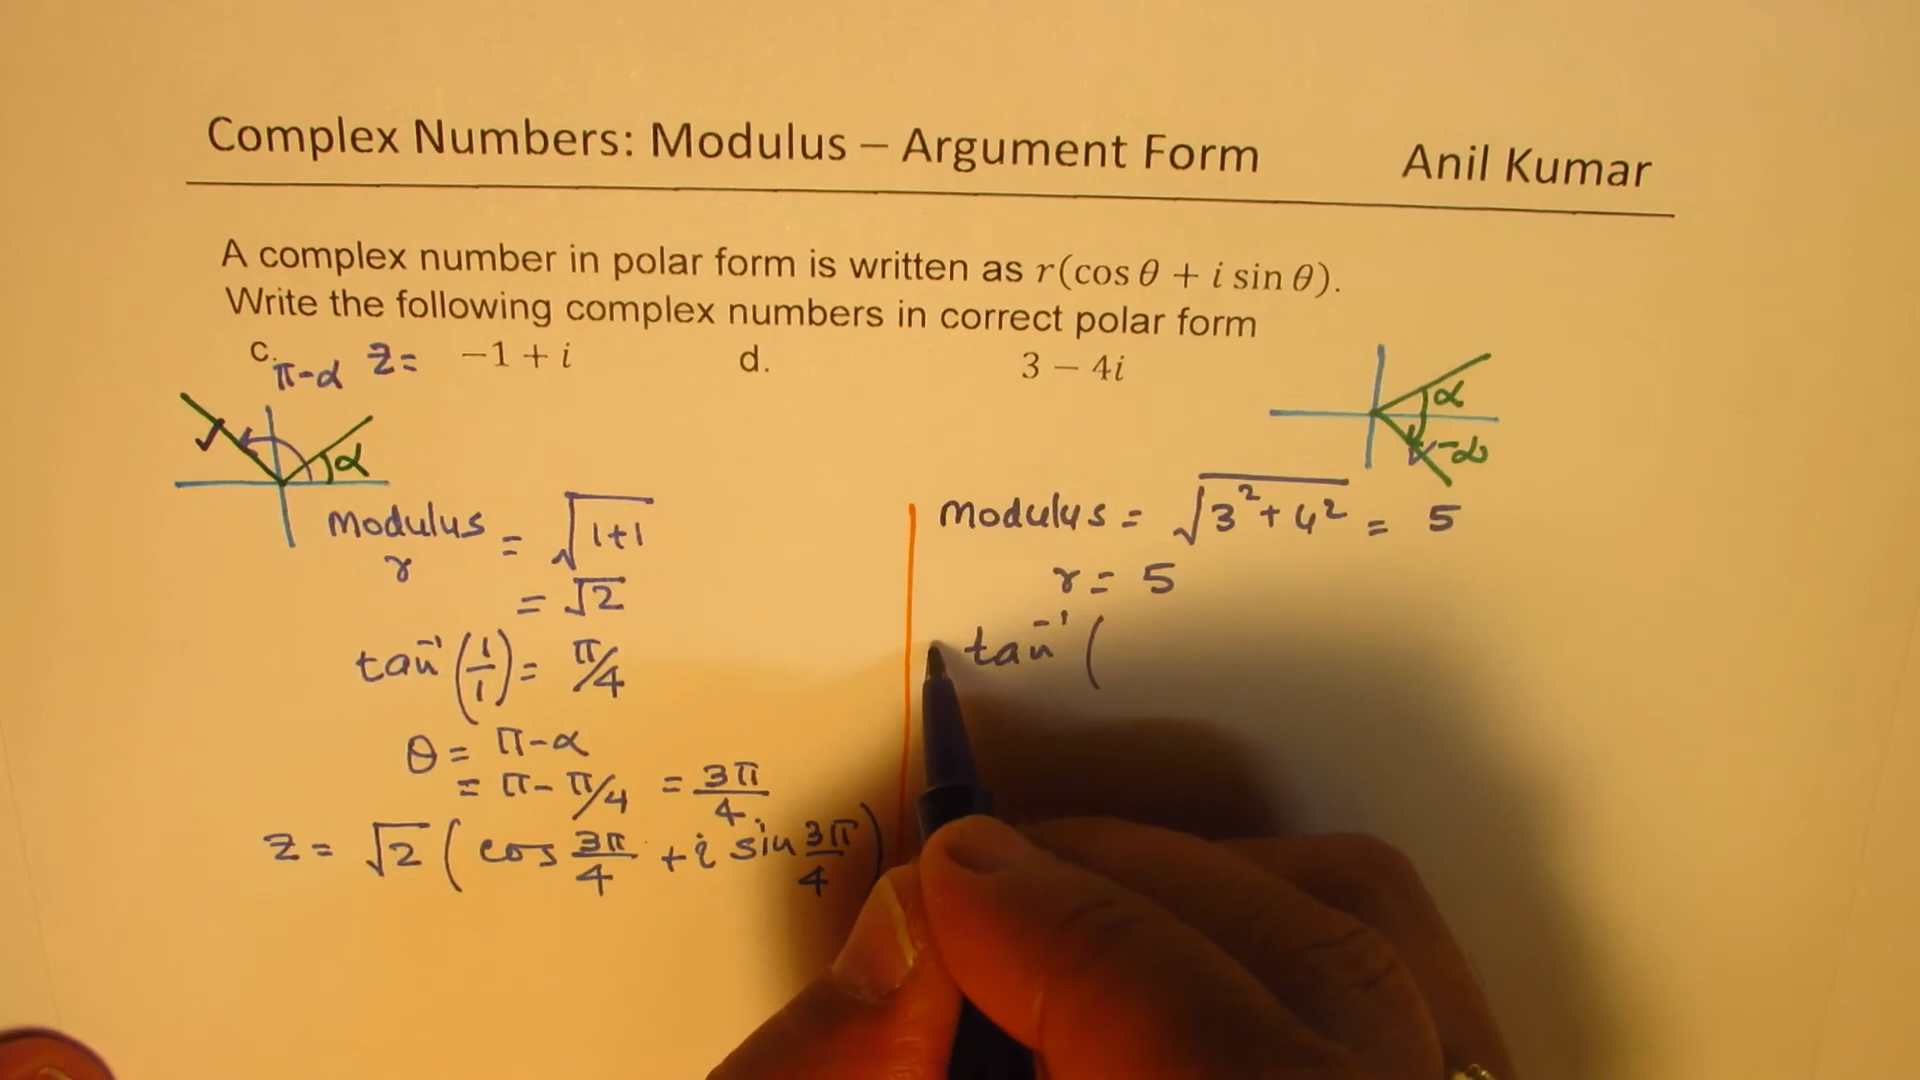 Complex Numbers: Modulus – Argument Form Anil Kumar
A complex number in polar form is written as r(cos θ + i sin θ).
Write the following complex numbers in correct polar form
c. z = −1 + i
π-α
α
Modulus r = √(1+1)
= √2
tan⁻¹(1/1) = π/4
θ = π-α
= π - π/4 = 3π/4
z = √2 ( cos 3π/4 + i sin 3π/4 )
d. 3 − 4i
α
-α
Modulus = √(3² + 4²) = 5
r = 5
tan⁻¹ (